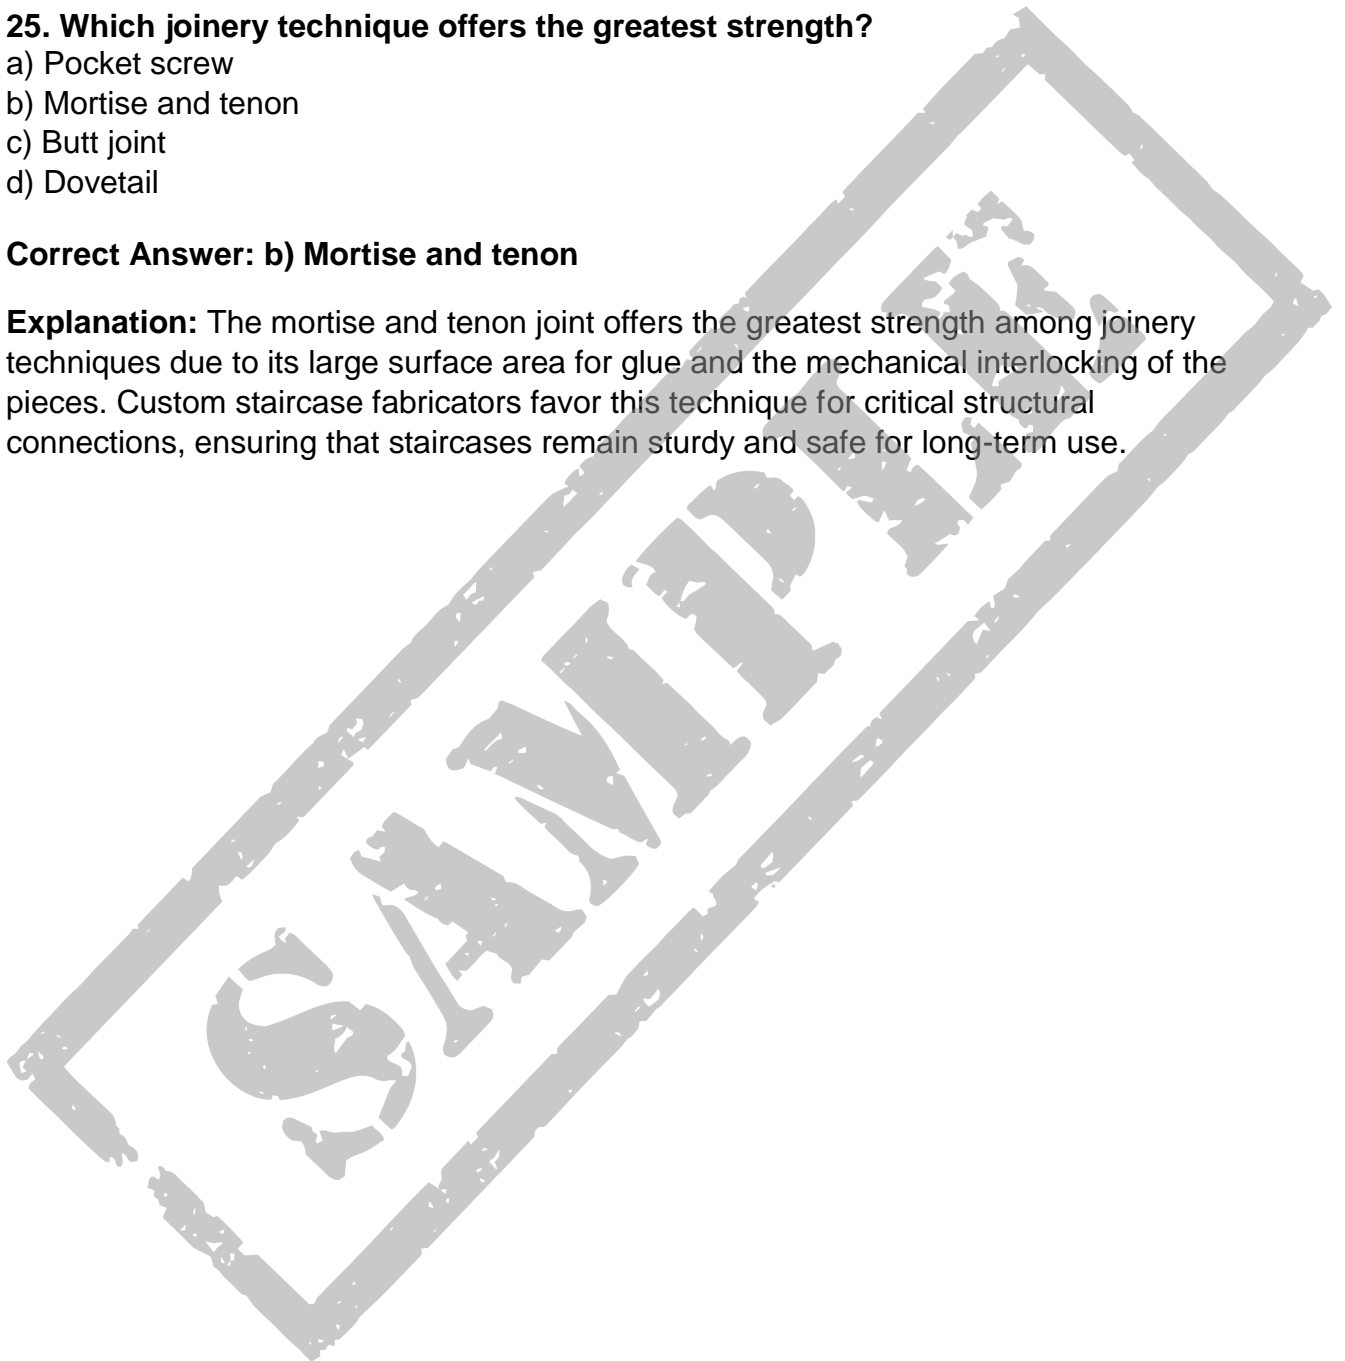 25. Which joinery technique offers the greatest strength?
a) Pocket screw
b) Mortise and tenon
c) Butt joint
d) Dovetail
Correct Answer: b) Mortise and tenon
Explanation: The mortise and tenon joint offers the greatest strength among joinery
techniques due to its large surface area for glue and the mechanical interlocking of the
pieces. Custom staircase fabricators favor this technique for critical structural
connections, ensuring that staircases remain sturdy and safe for long-term use.
SAMPLE